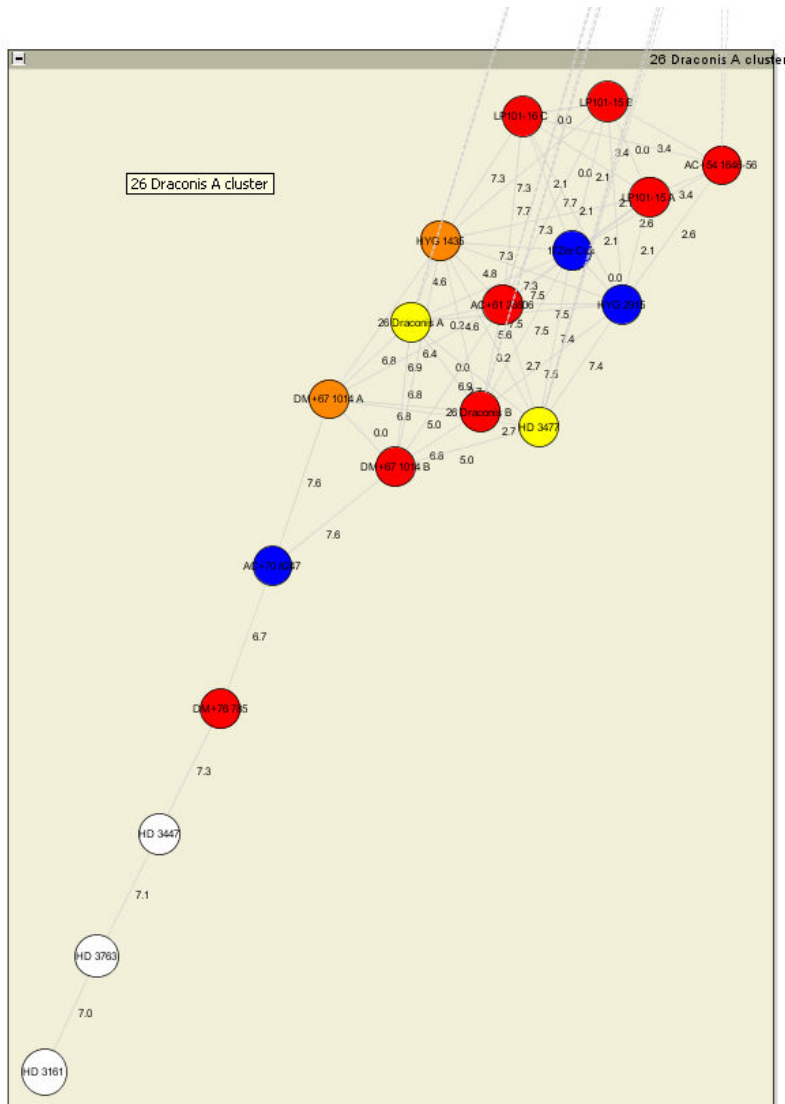 26 Draconis A cluster
LP101-15 B
LP101-16 C
0.0
3.4
0.0
3.4
AC+54 1646-56
26 Draconis A cluster
7.3
7.3
2.1
0.0
2.1
LP101-15 A
3.4
7.7
7.7
2.1
2.6
HYG 1435
7.3
2.1
2.1
2.6
7.3
4.6
4.8
7.3
0.0
7.5
AC+61 26806
HYG 2915
26 Draconis A
0.2
4.6
7.5
7.5
7.5
5.6
7.4
6.8
6.4
6.9
0.0
0.2
2.7
7.5
7.4
6.8
6.9
DM+67 1014 A
6.8
5.0
26 Draconis B
HD 3477
0.0
2.7
6.8
5.0
DM+67 1014 B
7.6
7.6
6.7
DM+76 785
7.3
HD 3447
7.1
HD 3763
7.0
HD 3161